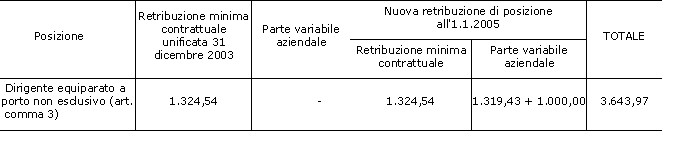 Posizione
Retribuzione minima
contrattuale
unificata 31
dicembre 2003
Parte variabile
aziendale
Nuova retribuzione di posizione
all'1.1.2005
Retribuzione minima
contrattuale
Parte variabile
aziendale
TOTALE
Dirigente equiparato a
porto non esclusivo (art.
comma 3)
1.324,54
-
1.324,54
1.319,43 + 1.000,00
3.643,97